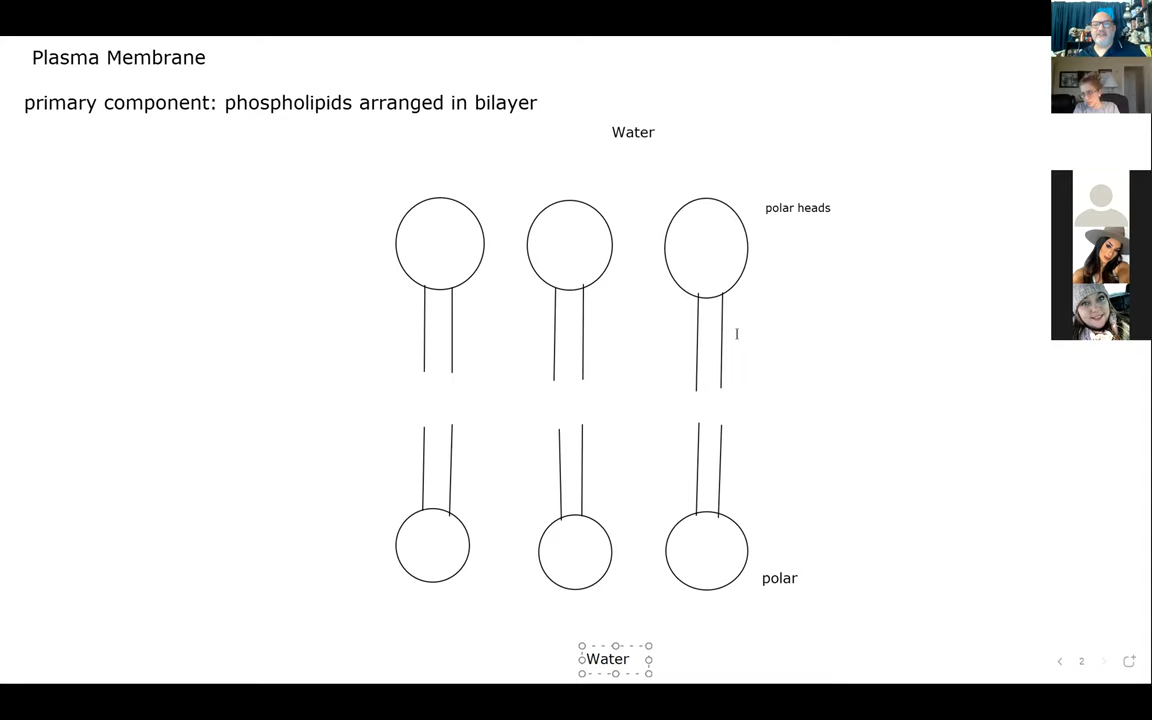 Plasma Membrane
primary component: phospholipids arranged in bilayer
Water
polar heads
polar
Water
2